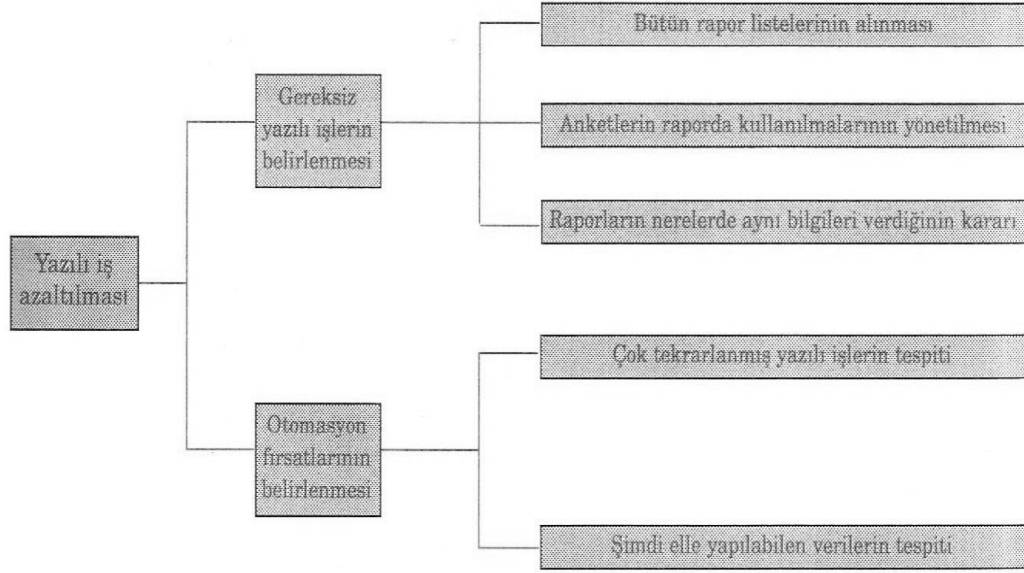 Bütün rapor listelerinin alınması
Gereksiz
yazılı işlerin
belirlenmesi
Anketlerin raporda kullanılmalarının yönetilmesi
Raporların nerelerde aynı bilgileri verdiğinin kararı
Yazılı iş
azaltılması
Çok tekrarlanmış yazılı işlerin tespiti
Otomasyon
fırsatlarının
belirlenmesi
Şimdi elle yapılabilen verilerin tespiti